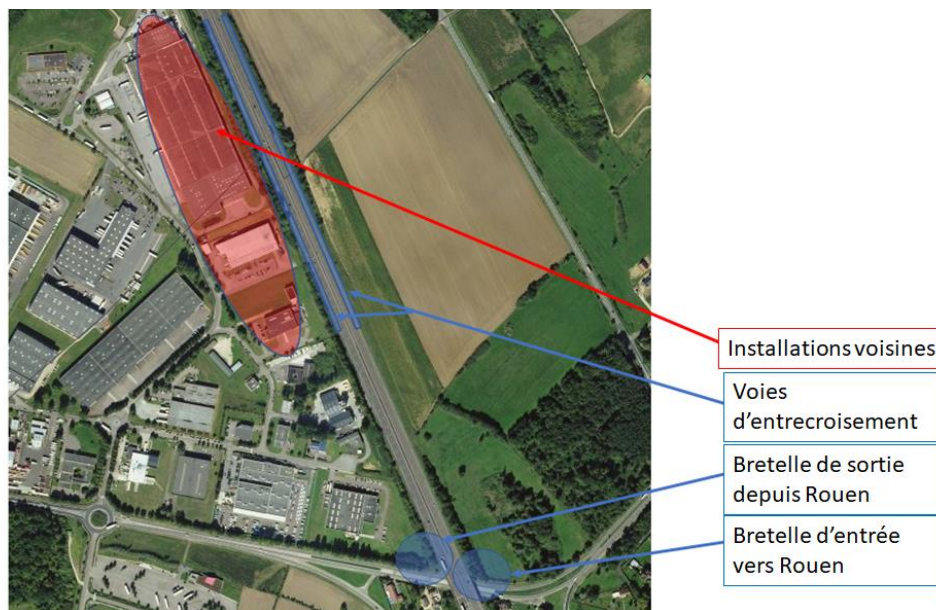 Installations voisines
Voies
d'entrecroisement
Bretelle de sortie
depuis Rouen
Bretelle d'entrée
vers Rouen